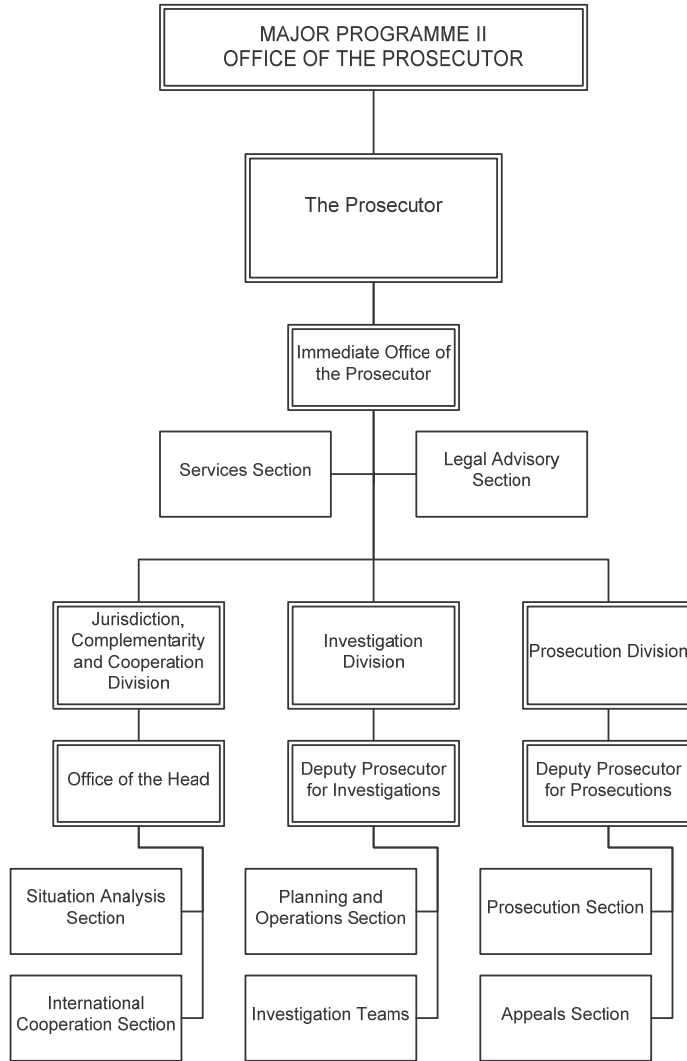 MAJOR PROGRAMME II
OFFICE OF THE PROSECUTOR
The Prosecutor
Immediate Office of
the Prosecutor
Services Section
Legal Advisory
Section
Jurisdiction,
Complementarity
and Cooperation
Division
Investigation
Division
Prosecution Division
Office of the Head
Deputy Prosecutor
for Investigations
Deputy Prosecutor
for Prosecutions
Situation Analysis
Section
Planning and
Operations Section
Prosecution Section
International
Cooperation Section
Investigation Teams
Appeals Section